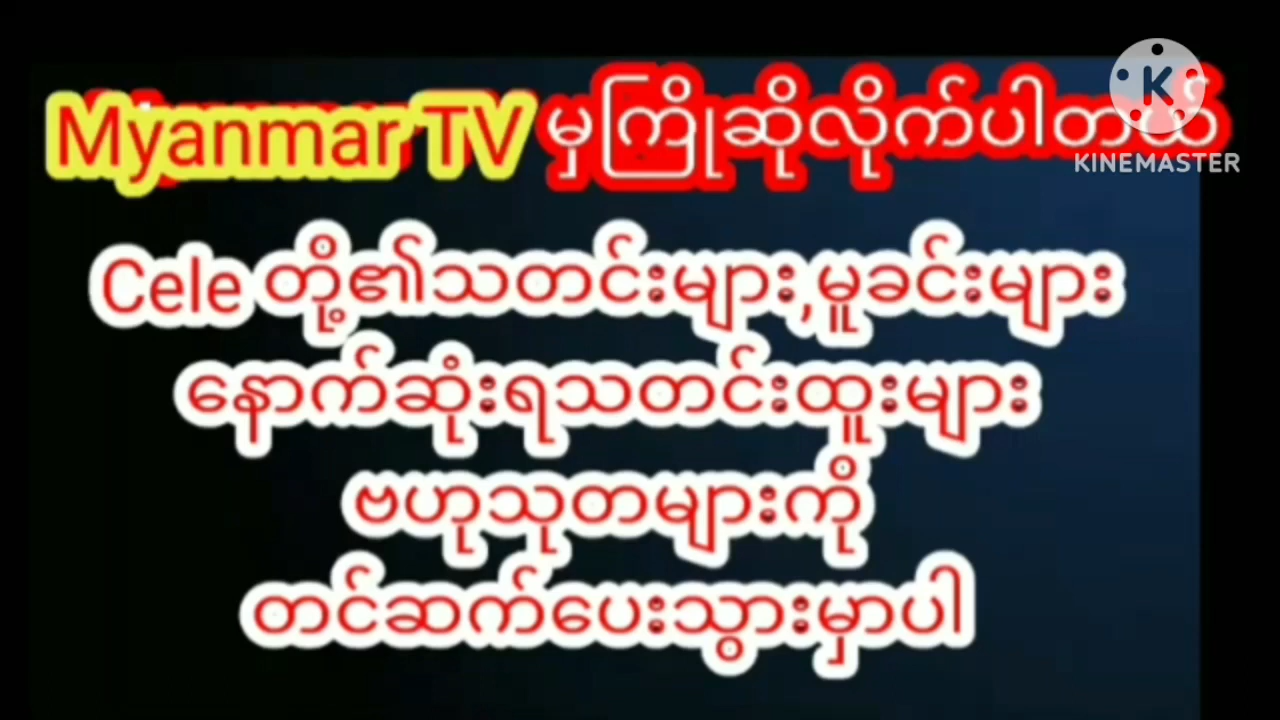 Myanmar TV မှကြိုဆိုလိုက်ပါတယ်
K
KINEMASTER
Cele တို့၏သတင်းများ,မူခင်းများ
နောက်ဆုံးရသတင်းထူးများ
ဗဟုသုတများကို
တင်ဆက်ပေးသွားမှာပါ